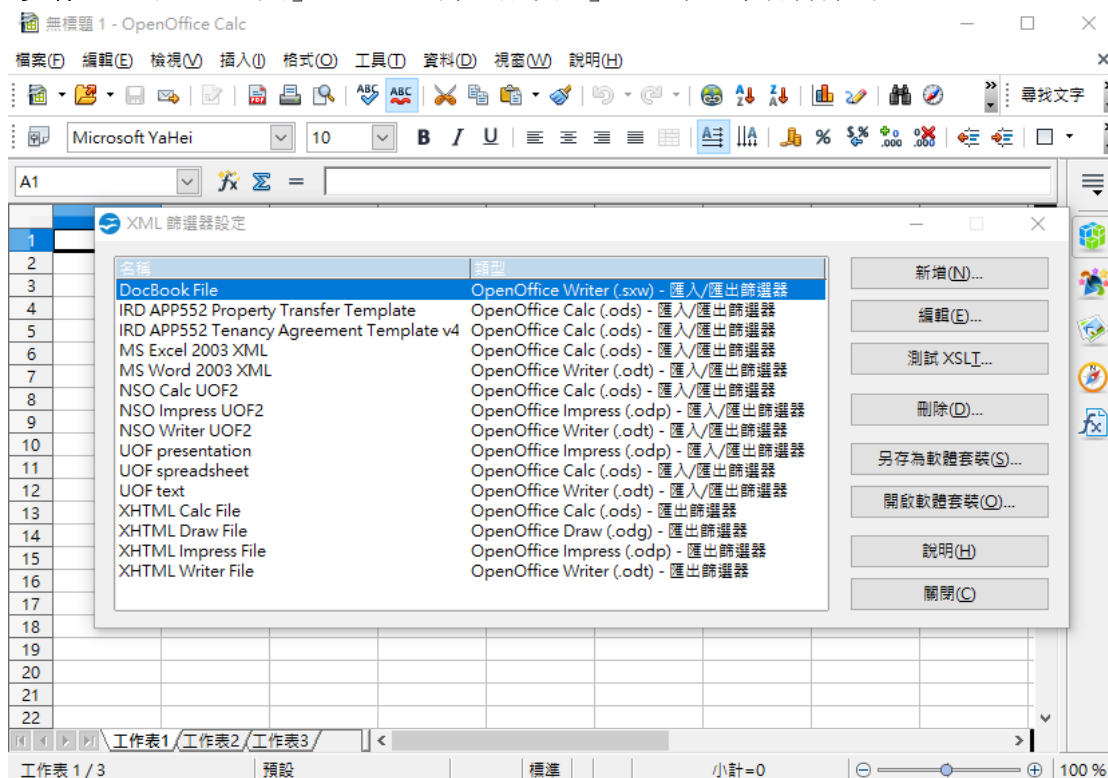 無標題 1 - OpenOffice Calc
檔案(F) 編輯(E) 檢視(V) 插入(I) 格式(O) 工具(T) 資料(D) 視窗(W) 說明(H)
尋找文字
Microsoft YaHei 10
A1
XML 篩選器設定
名稱 類型
DocBook File OpenOffice Writer (.sxw) - 匯入/匯出篩選器
IRD APP552 Property Transfer Template OpenOffice Calc (.ods) - 匯入/匯出篩選器
IRD APP552 Tenancy Agreement Template v4 OpenOffice Calc (.ods) - 匯入/匯出篩選器
MS Excel 2003 XML OpenOffice Calc (.ods) - 匯入/匯出篩選器
MS Word 2003 XML OpenOffice Writer (.odt) - 匯入/匯出篩選器
NSO Calc UOF2 OpenOffice Calc (.ods) - 匯入/匯出篩選器
NSO Impress UOF2 OpenOffice Impress (.odp) - 匯入/匯出篩選器
NSO Writer UOF2 OpenOffice Writer (.odt) - 匯入/匯出篩選器
UOF presentation OpenOffice Impress (.odp) - 匯入/匯出篩選器
UOF spreadsheet OpenOffice Calc (.ods) - 匯入/匯出篩選器
UOF text OpenOffice Writer (.odt) - 匯入/匯出篩選器
XHTML Calc File OpenOffice Calc (.ods) - 匯出篩選器
XHTML Draw File OpenOffice Draw (.odg) - 匯出篩選器
XHTML Impress File OpenOffice Impress (.odp) - 匯出篩選器
XHTML Writer File OpenOffice Writer (.odt) - 匯出篩選器
新增(N)...
編輯(E)...
測試 XSLT...
刪除(D)...
另存為軟體套裝(S)...
開啟軟體套裝(O)...
說明(H)
關閉(C)
1
2
3
4
5
6
7
8
9
10
11
12
13
14
15
16
17
18
19
20
21
22
工作表1 工作表2 工作表3
工作表 1 / 3 預設 標準 小計=0 100 %